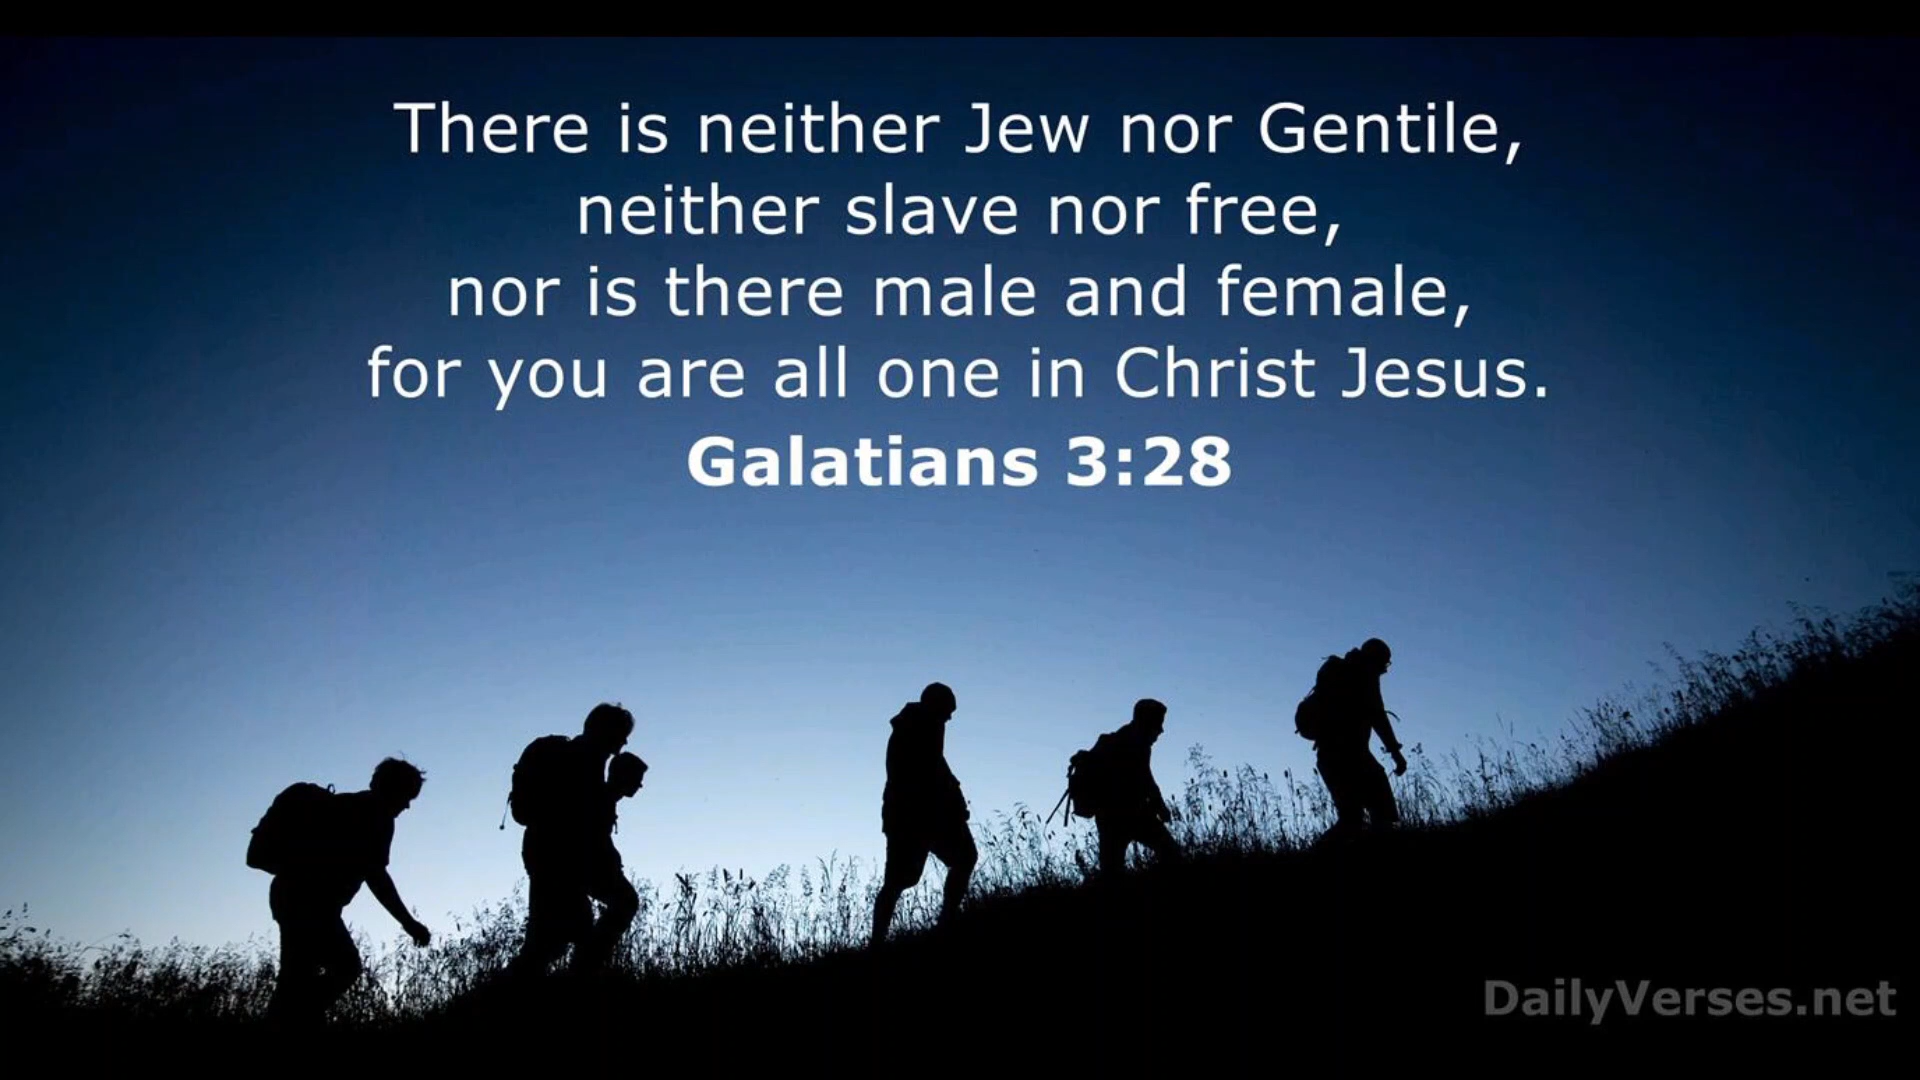 There is neither Jew nor Gentile,
neither slave nor free,
nor is there male and female,
for you are all one in Christ Jesus.
Galatians 3:28
DailyVerses.net